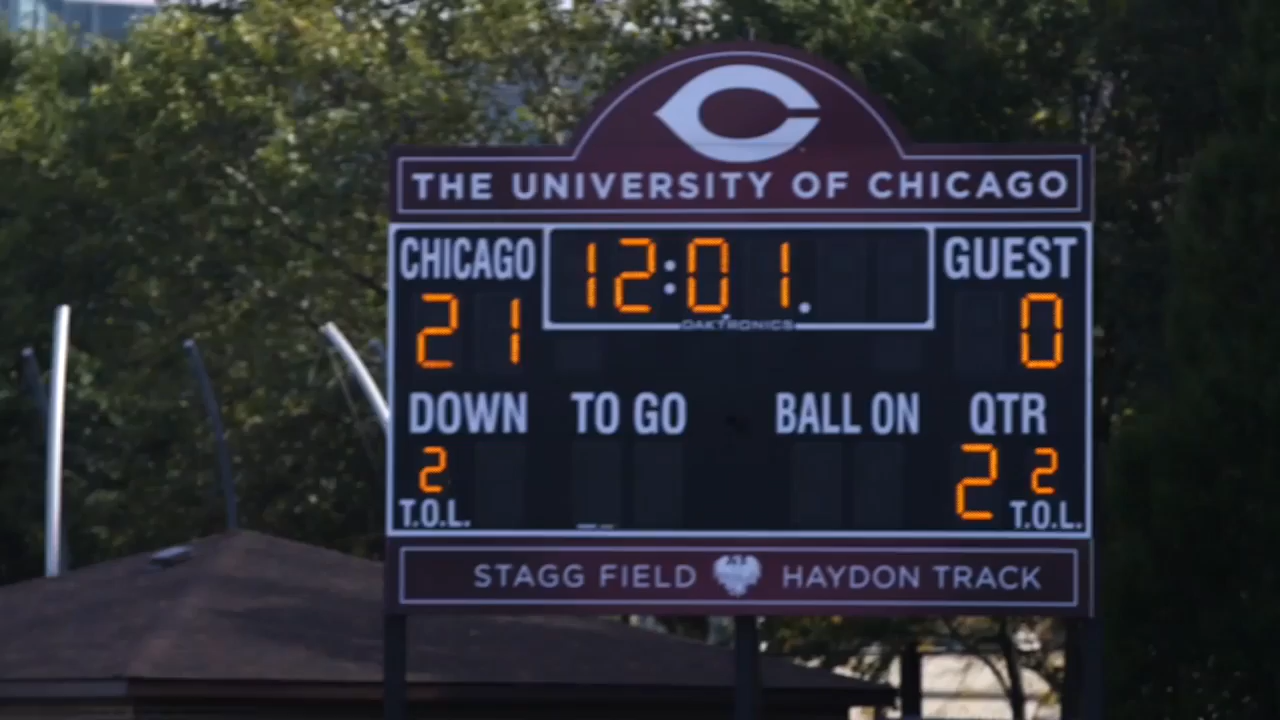 C
THE UNIVERSITY OF CHICAGO
CHICAGO 12:01. GUEST
21 0
DAKTRONICS
DOWN TO GO BALL ON QTR
2 2 2
T.O.L. T.O.L.
STAGG FIELD HAYDON TRACK